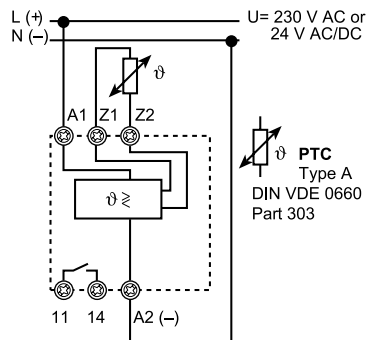 L (+)
U= 230 V AC or
N (−)
24 V AC/DC
ϑ
A1 Z1 Z2
ϑ
PTC
Type A
DIN VDE 0660
Part 303
ϑ ≷
11 14 A2 (−)